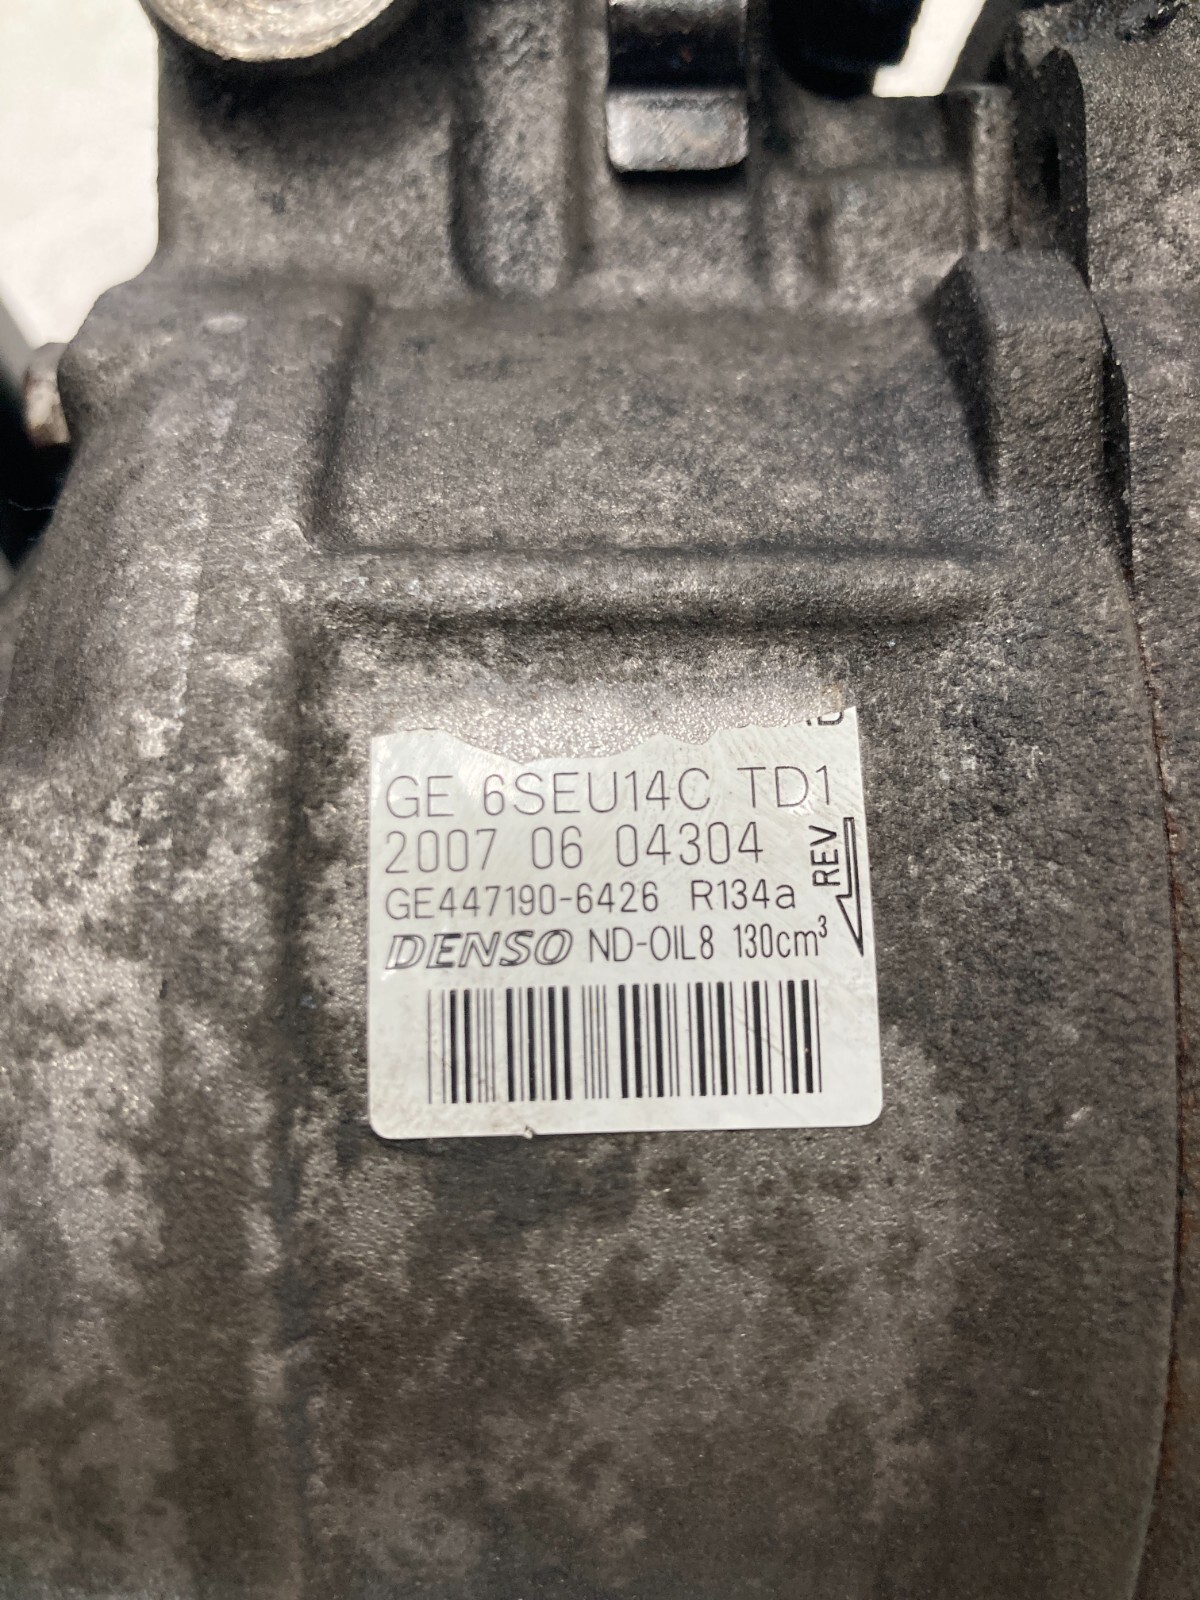 GE 6SEU14C TD1
2007 06 04304
GE447190-6426 R134a
DENSO ND-OIL8 130cm³
REV